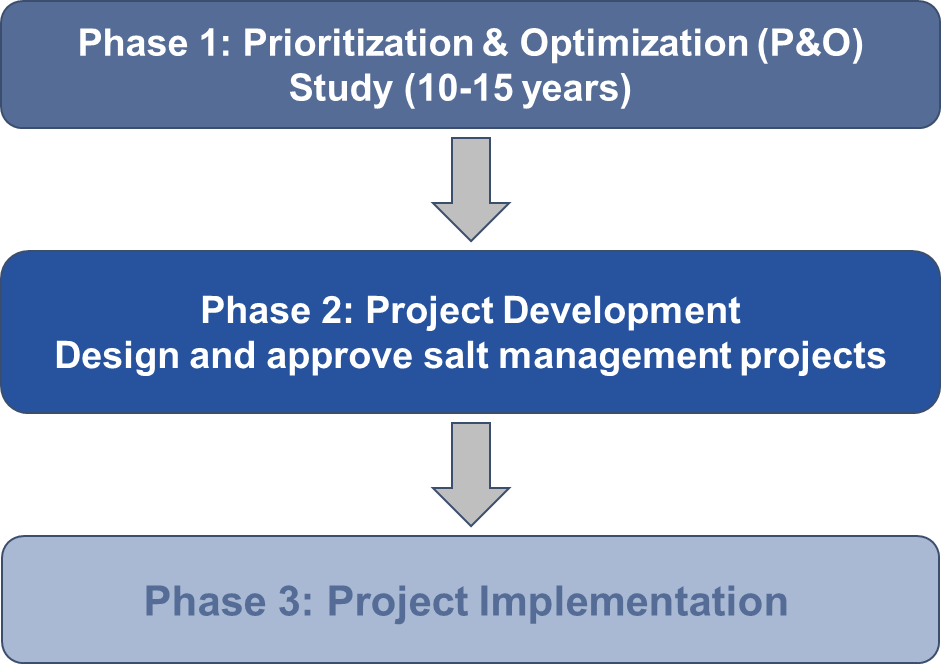 Phase 1: Prioritization & Optimization (P&O)
Study (10-15 years)
Phase 2: Project Development
Design and approve salt management projects
Phase 3: Project Implementation